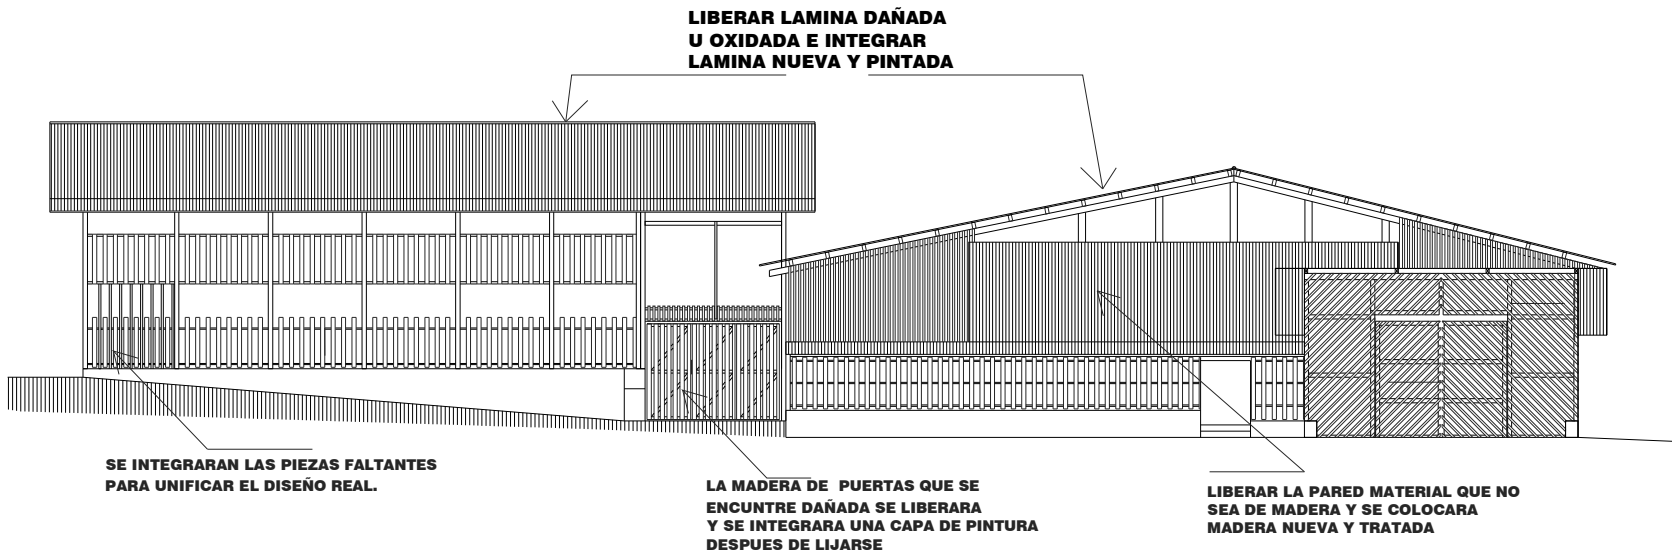 LIBERAR LAMINA DAÑADA
U OXIDADA E INTEGRAR
LAMINA NUEVA Y PINTADA
SE INTEGRARAN LAS PIEZAS FALTANTES
PARA UNIFICAR EL DISEÑO REAL.
LA MADERA DE PUERTAS QUE SE
ENCUNTRE DAÑADA SE LIBERARA
Y SE INTEGRARA UNA CAPA DE PINTURA
DESPUES DE LIJARSE
LIBERAR LA PARED MATERIAL QUE NO
SEA DE MADERA Y SE COLOCARA
MADERA NUEVA Y TRATADA